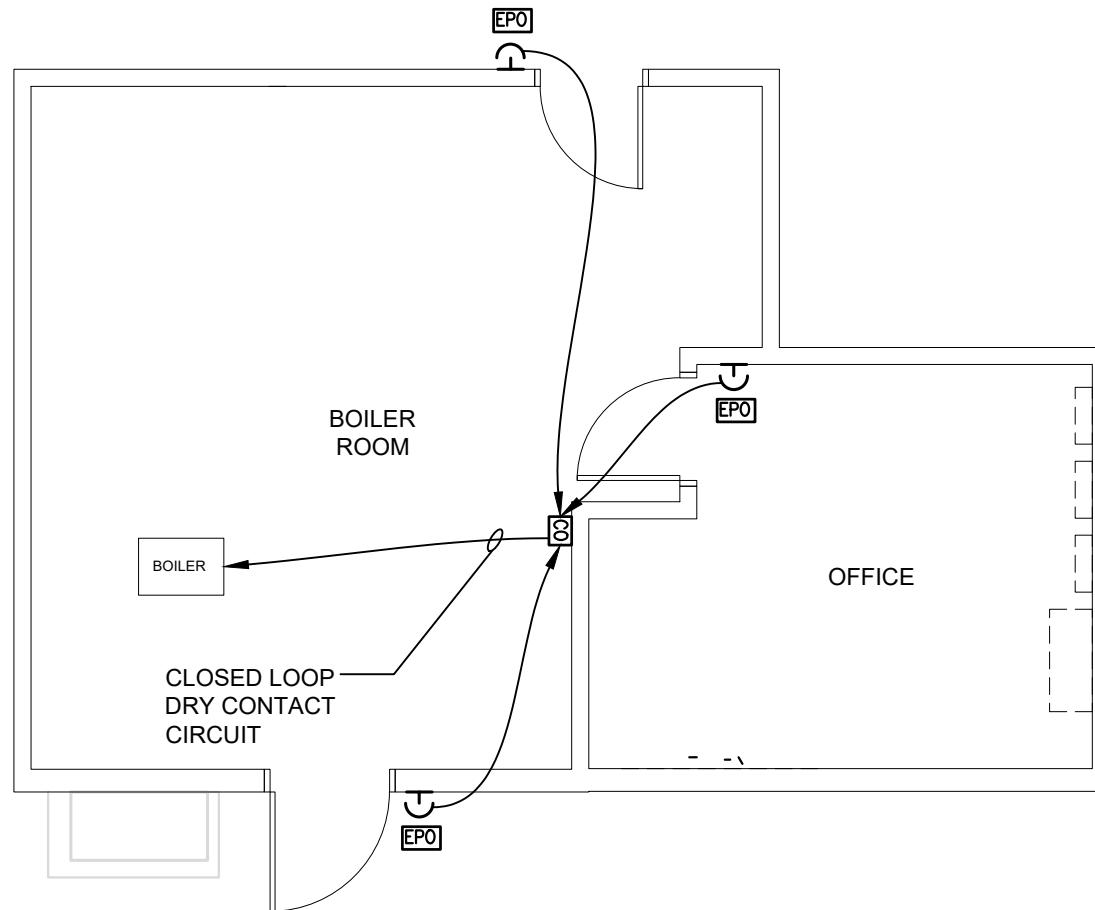 EPO
EPO
BOILER
ROOM
CO
BOILER
OFFICE
CLOSED LOOP
DRY CONTACT
CIRCUIT
EPO